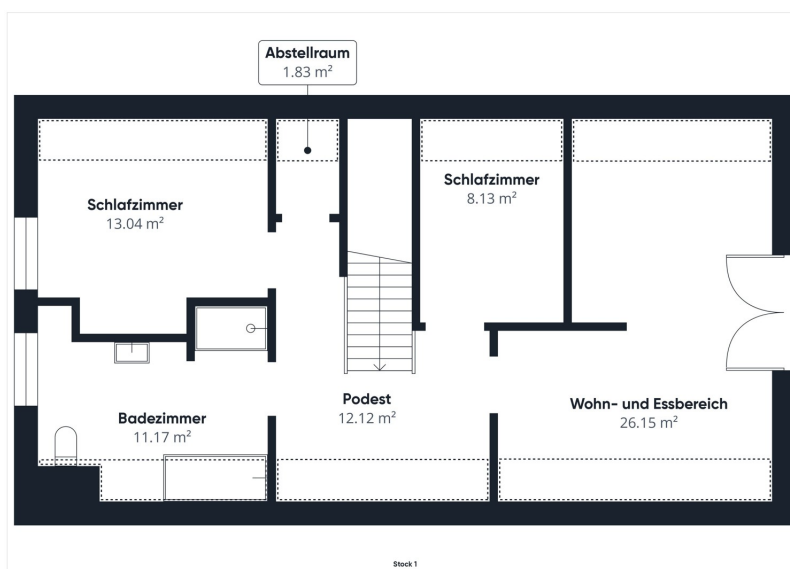 Abstellraum
1.83 m²
Schlafzimmer
13.04 m²
Schlafzimmer
8.13 m²
Podest
12.12 m²
Wohn- und Essbereich
26.15 m²
Badezimmer
11.17 m²
Stock 1